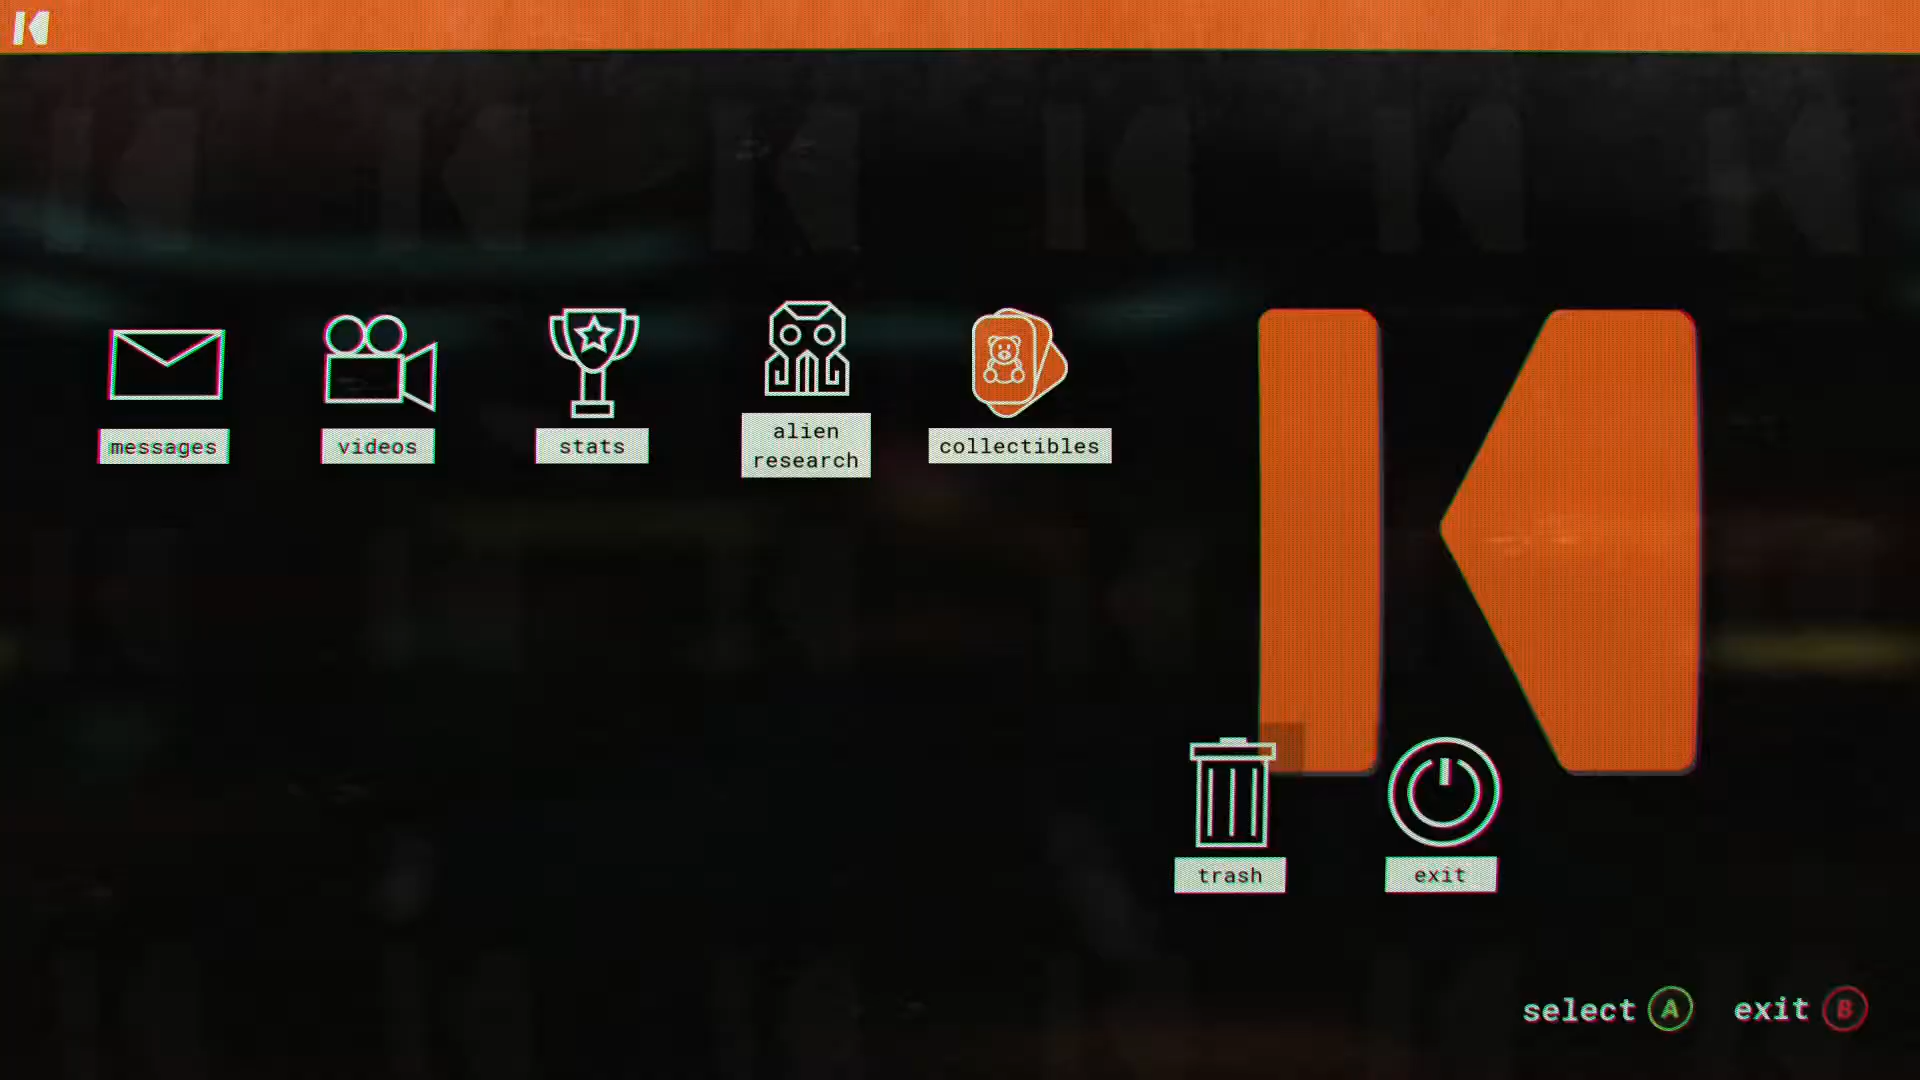 messages
videos
stats
alien
research
collectibles
trash
exit
select A
exit B